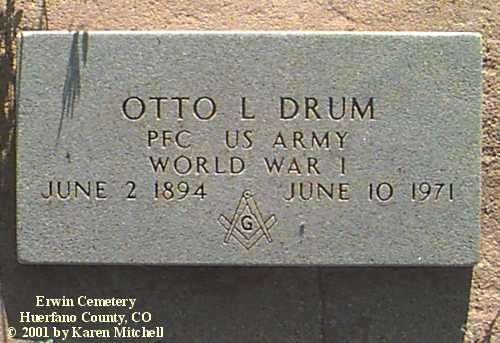 OTTO L DRUM
PFC US ARMY
WORLD WAR I
JUNE 2 1894 JUNE 10 1971
G
Erwin Cemetery
Huerfano County, CO
© 2001 by Karen Mitchell